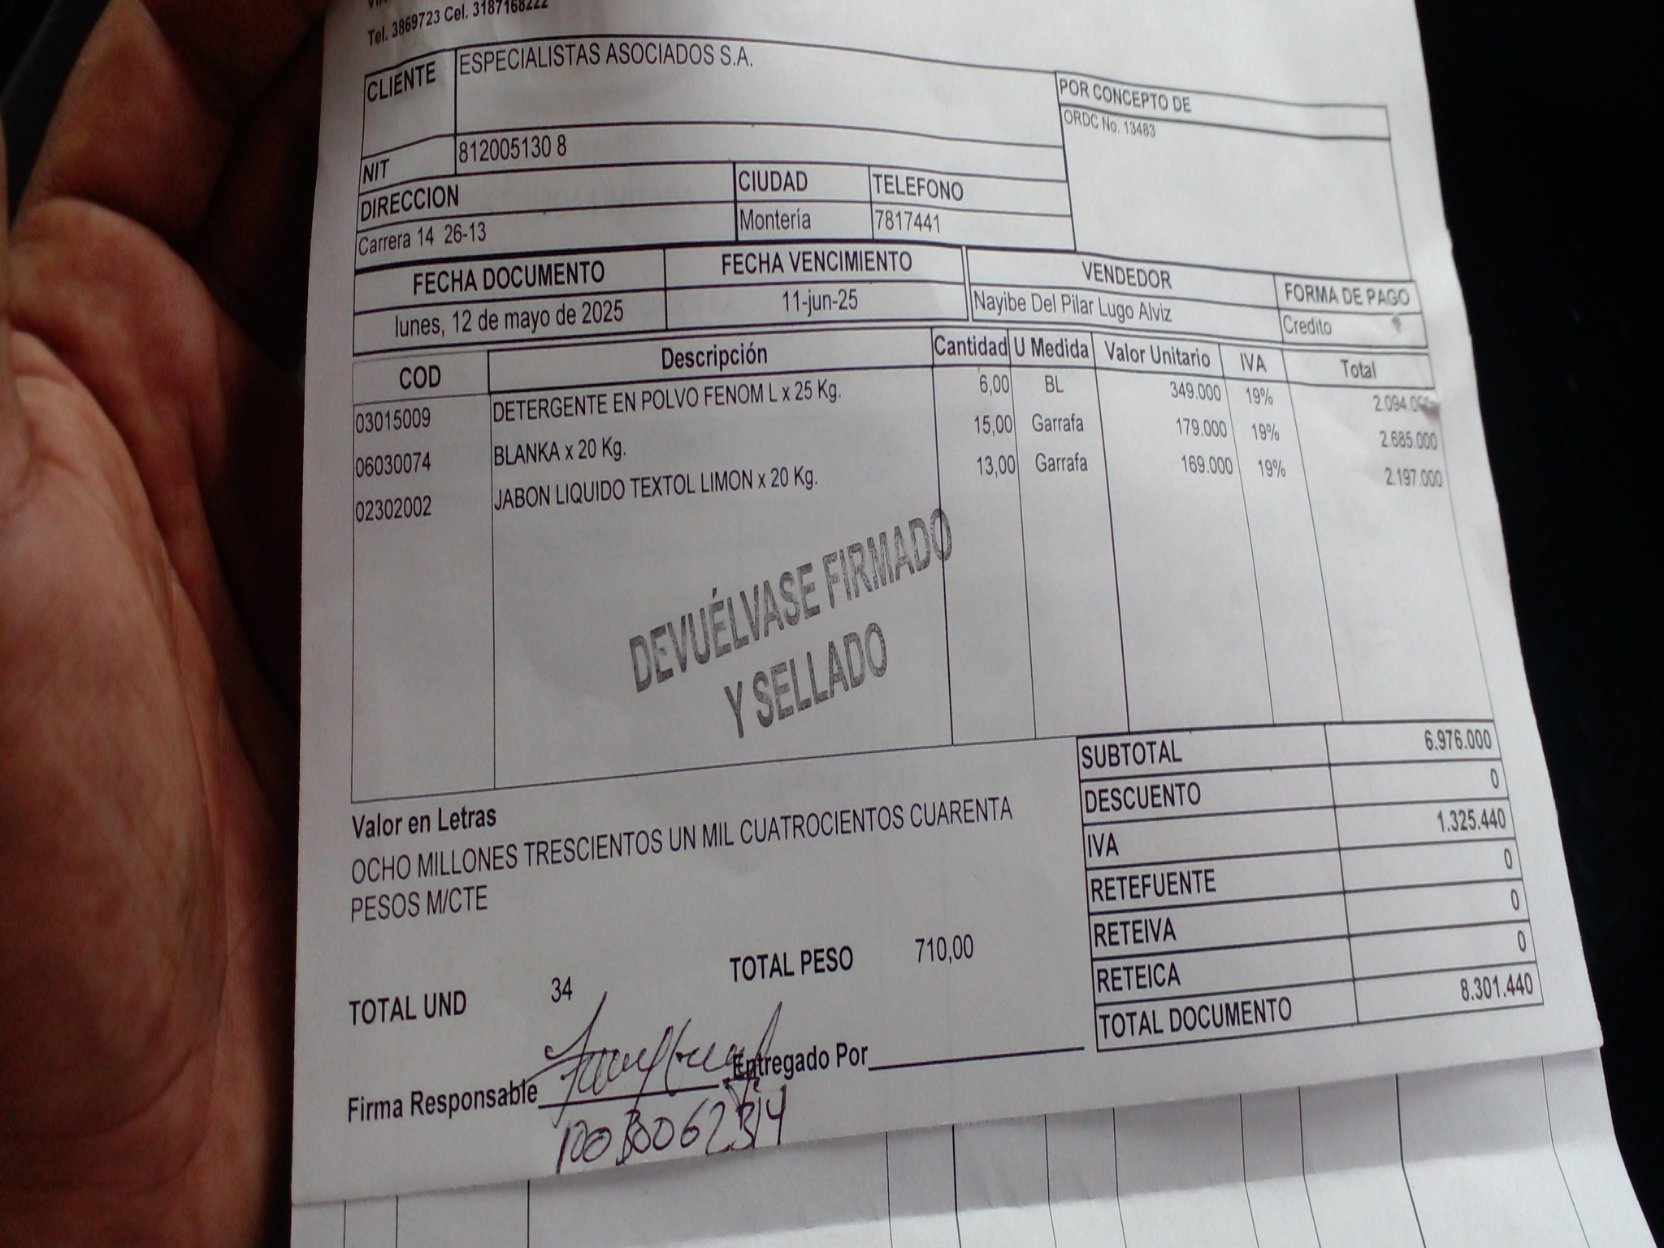 Tel. 3869723 Cel. 3187168222
CLIENTE ESPECIALISTAS ASOCIADOS S.A.
POR CONCEPTO DE
ORDC No. 13483
NIT 812005130 8
DIRECCION CIUDAD TELEFONO
Carrera 14 26-13 Montería 7817441
FECHA DOCUMENTO FECHA VENCIMIENTO VENDEDOR FORMA DE PAGO
lunes, 12 de mayo de 2025 11-jun-25 Nayibe Del Pilar Lugo Alviz Credito
COD Descripción Cantidad U Medida Valor Unitario IVA Total
03015009 DETERGENTE EN POLVO FENOM L x 25 Kg. 6,00 BL 349.000 19%
06030074 BLANKA x 20 Kg. 15,00 Garrafa 179.000 19% 2.685.000
02302002 JABON LIQUIDO TEXTOL LIMON x 20 Kg. 13,00 Garrafa 169.000 19% 2.197.000
DEVUÉLVASE FIRMADO
Y SELLADO
SUBTOTAL 6.976.000
DESCUENTO 0
IVA 1.325.440
RETEFUENTE 0
RETEIVA 0
RETEICA 0
TOTAL DOCUMENTO 8.301.440
Valor en Letras
OCHO MILLONES TRESCIENTOS UN MIL CUATROCIENTOS CUARENTA
PESOS M/CTE
TOTAL UND 34 TOTAL PESO 710,00
Firma Responsable Entregado Por